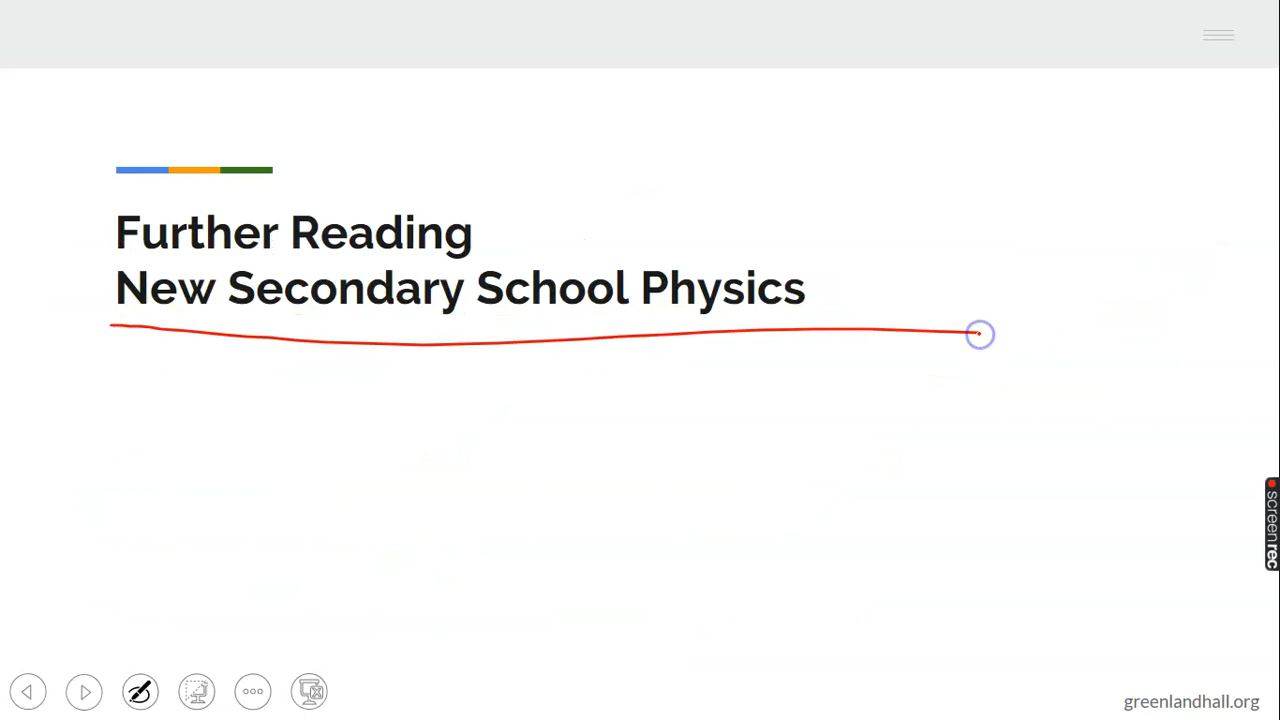 Further Reading
New Secondary School Physics
screenrec
greenlandhall.org